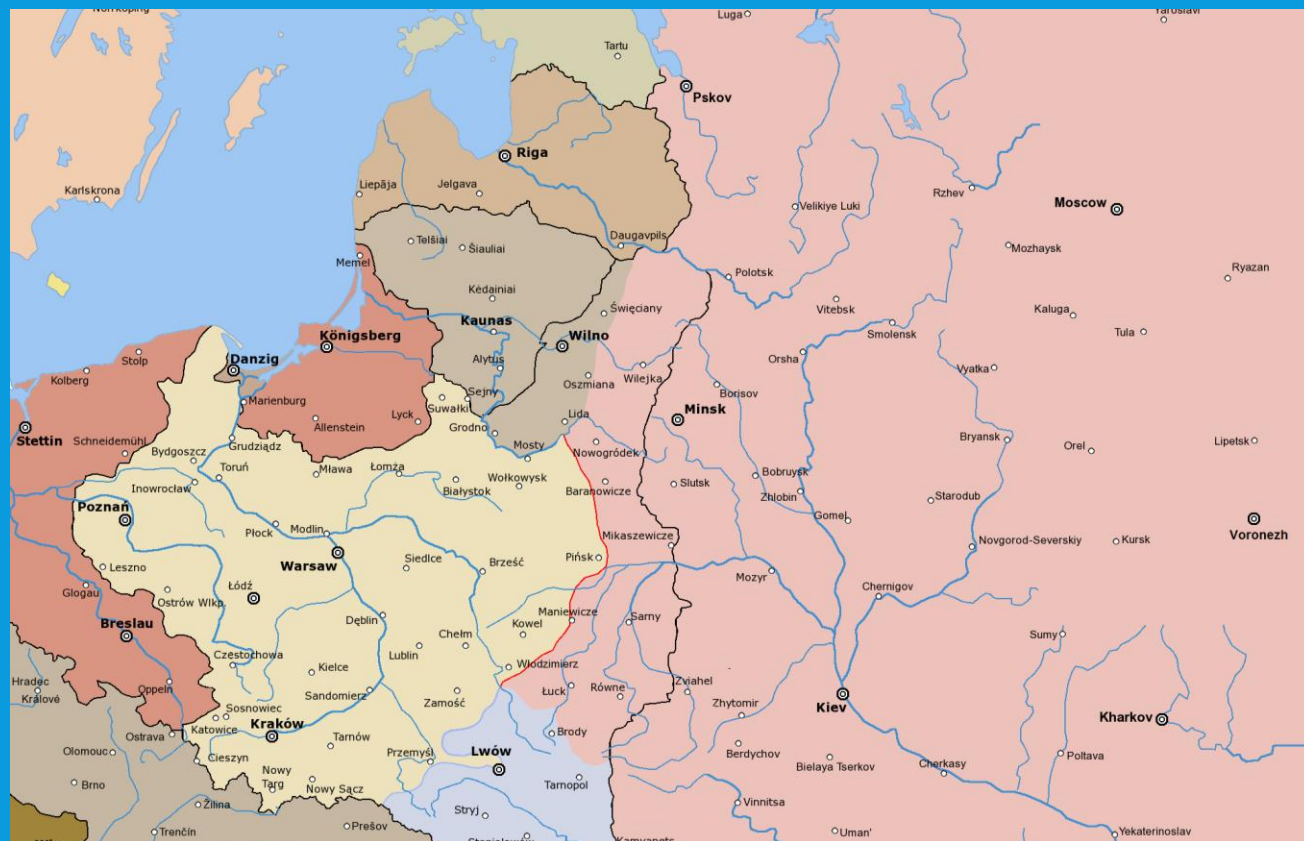 Norrköping
Luga
Yaroslavl
Tartu
Pskov
Riga
Karlskrona
Liepāja
Jelgava
Rzhev
Moscow
Velikiye Luki
Telšiai
Šiauliai
Daugavpils
Mozhaysk
Memel
Polotsk
Ryazan
Kėdainiai
Vitebsk
Kaluga
Święciany
Kaunas
Tula
Königsberg
Wilno
Smolensk
Stolp
Danzig
Alytus
Orsha
Kolberg
Wilejka
Vyatka
Oszmiana
Sejny
Borisov
Marienburg
Suwałki
Lyck
Lida
Minsk
Stettin
Allenstein
Grodno
Schneidemühl
Grudziądz
Mosty
Bryansk
Orel
Lipetsk
Bydgoszcz
Nowogródek
Toruń
Mława
Łomża
Wołkowysk
Bobruysk
Inowrocław
Białystok
Baranowicze
Slutsk
Zhlobin
Starodub
Poznań
Gomel
Płock
Modlin
Mikaszewicze
Voronezh
Novgorod-Severskiy
Kursk
Siedlce
Pińsk
Warsaw
Brześć
Leszno
Mozyr
Łódź
Chernigov
Glogau
Ostrów Wlkp.
Maniewicze
Sarny
Breslau
Dęblin
Chełm
Kowel
Sumy
Lublin
Częstochowa
Włodzimierz
Kielce
Hradec
Králové
Oppeln
Sandomierz
Zamość
Łuck
Równe
Zviahel
Zhytomir
Kiev
Sosnowiec
Katowice
Kraków
Kharkov
Ostrava
Brody
Olomouc
Tarnów
Przemyśl
Lwów
Berdychov
Poltava
Cieszyn
Bielaya Tserkov
Cherkasy
Brno
Nowy
Targ
Nowy Sącz
Tarnopol
Žilina
Stryj
Vinnitsa
Trenčín
Prešov
Uman'
Yekaterinoslav
Stanisławów
Kamyanets